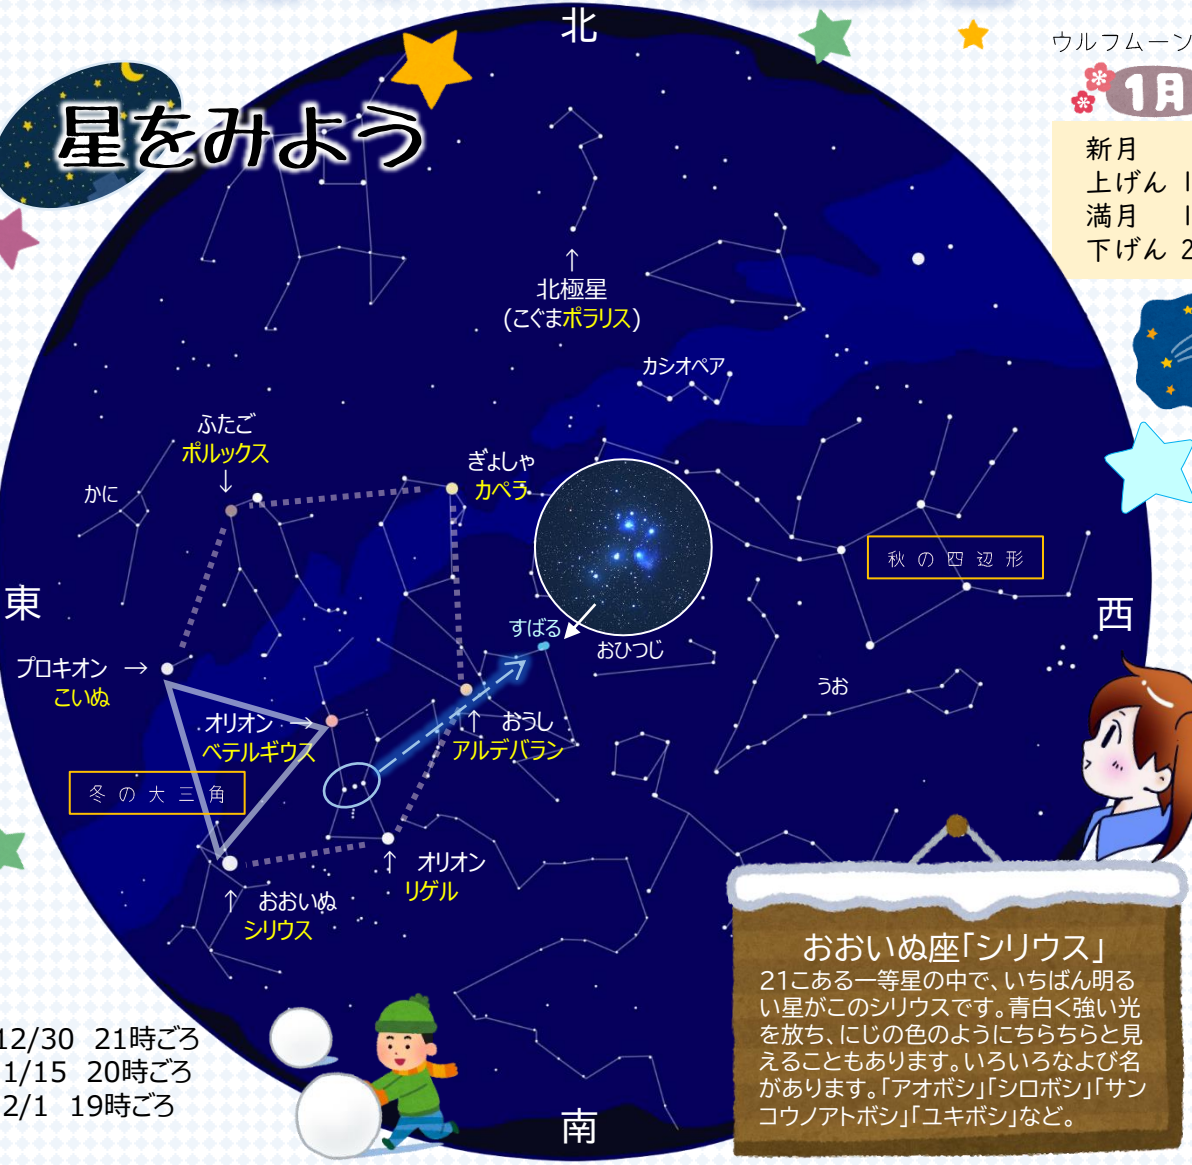 北
ウルフムーン
1月
星をみよう
新月
上げん 1
満月 1
下げん 2
↑
北極星
(こぐまポラリス)
カシオペア
ふたご
ポルックス
↓
ぎょしゃ
カペラ
かに
秋の四辺形
東
西
すばる
おひつじ
プロキオン →
こいぬ
うお
オリオン →
ベテルギウス
↑ おうし
アルデバラン
冬の大三角
↑ オリオン
リゲル
↑ おおいぬ
シリウス
おおいぬ座「シリウス」
21こある一等星の中で、いちばん明る
い星がこのシリウスです。青白く強い光
を放ち、にじの色のようにちらちらと見
えることもあります。いろいろなよび名
があります。「アオボシ」「シロボシ」「サン
コウノアトボシ」「ユキボシ」など。
12/30 21時ごろ
1/15 20時ごろ
2/1 19時ごろ
南